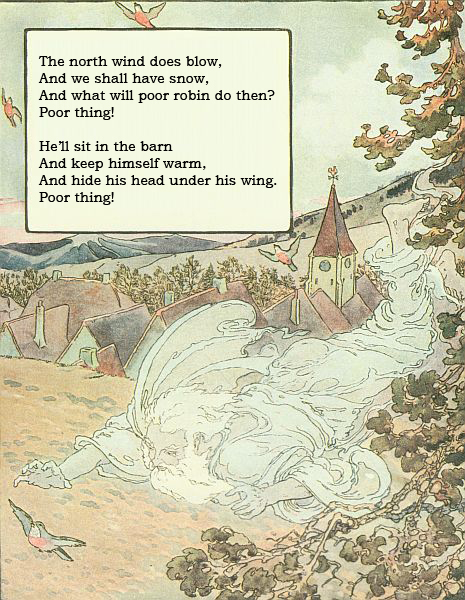 The north wind does blow,
And we shall have snow,
And what will poor robin do then?
Poor thing!
He'll sit in the barn
And keep himself warm,
And hide his head under his wing.
Poor thing!